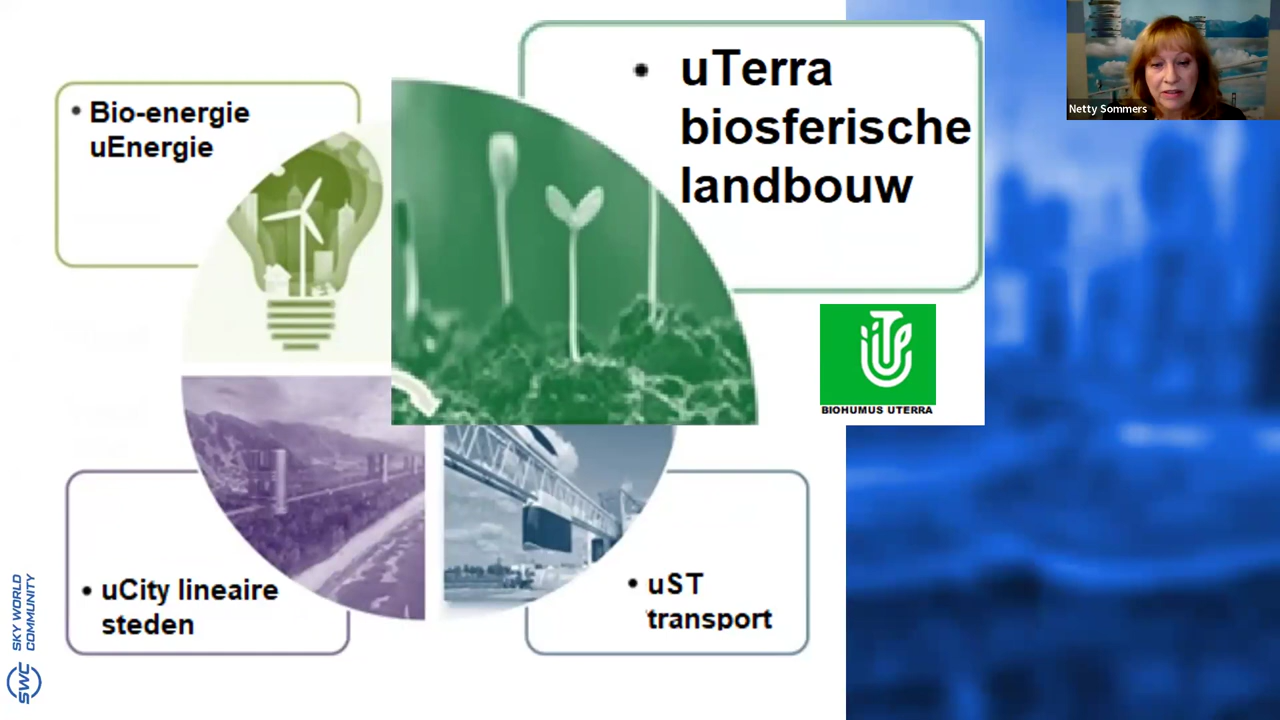 • Bio-energie
uEnergie
• uTerra
biosferische
landbouw
Netty Sommers
BIOHUMUS UTERRA
• uCity lineaire
steden
• uST
transport
SWC SKY WORLD
COMMUNITY